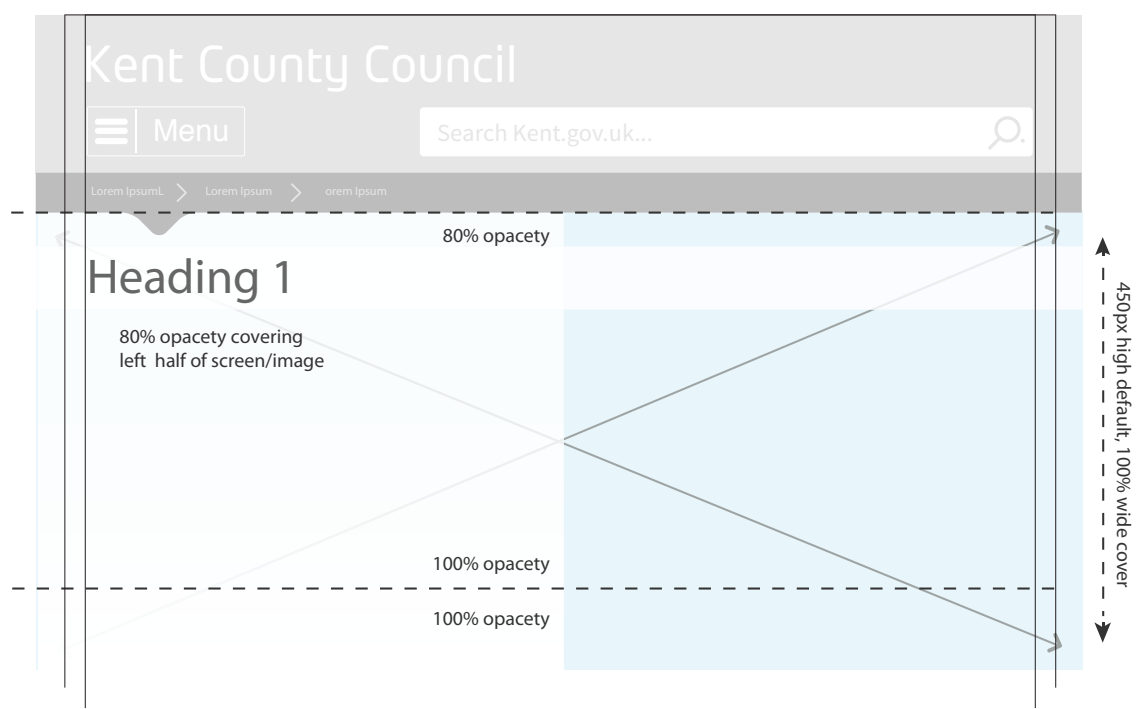 Kent County Council
Menu
Search Kent.gov.uk...
Lorem IpsumL
Lorem Ipsum
orem Ipsum
80% opacety
Heading 1
80% opacety covering
left half of screen/image
450px high default, 100% wide cover
100% opacety
100% opacety